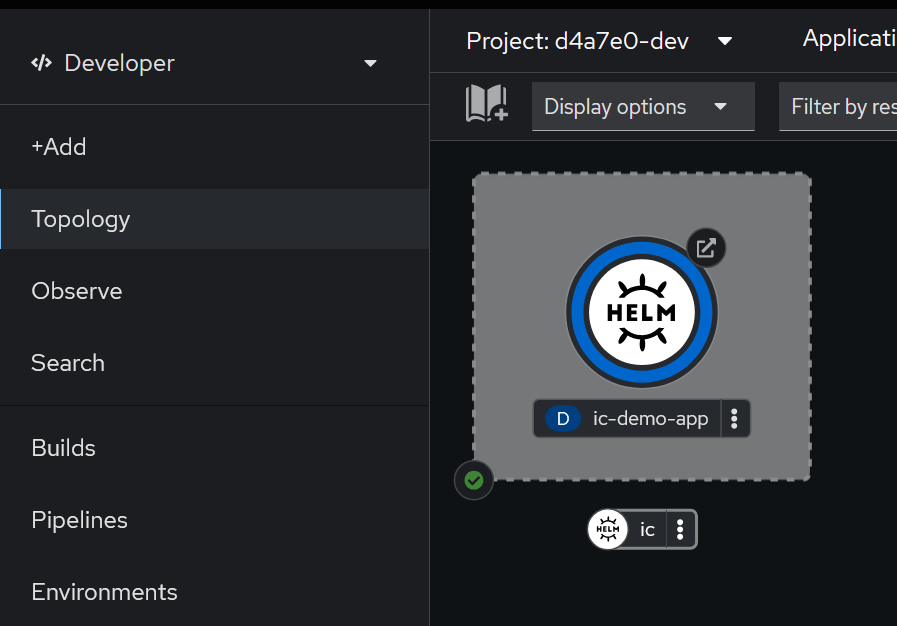 Developer
+Add
Topology
Observe
Search
Builds
Pipelines
Environments
Project: d4a7e0-dev
Applicati
Display options
Filter by res
HELM
D ic-demo-app
HELM ic